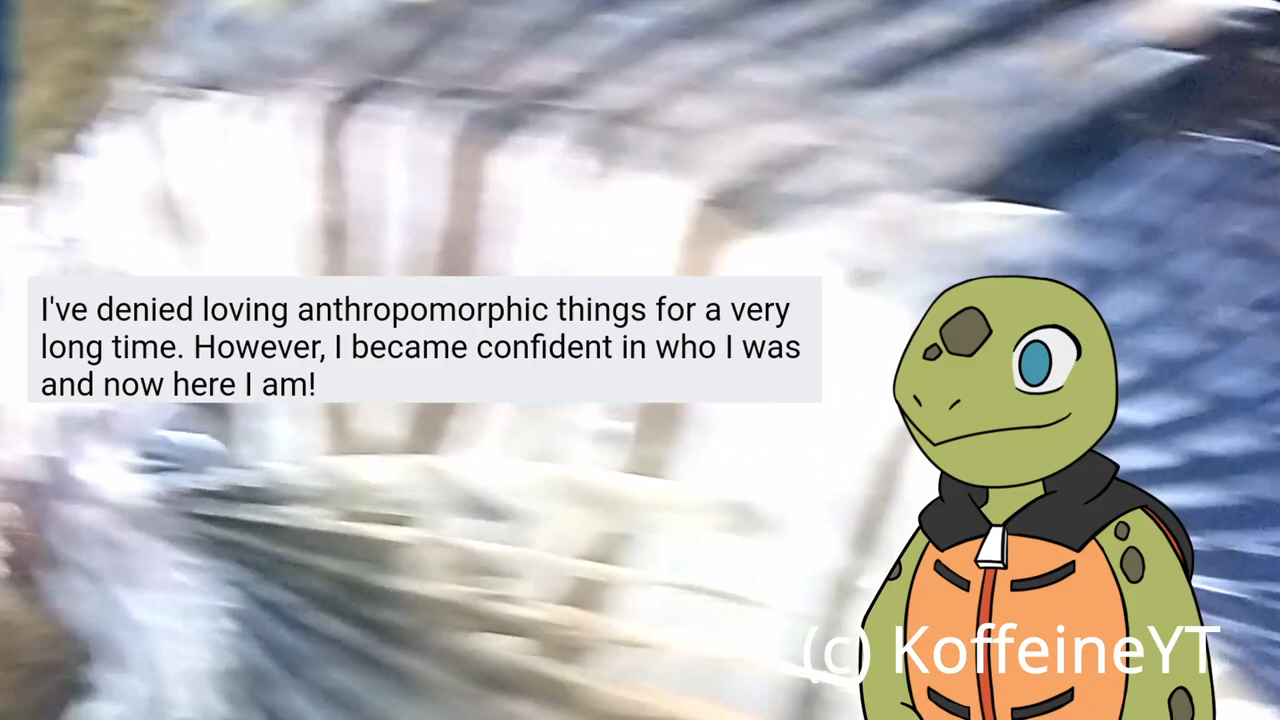 I've denied loving anthropomorphic things for a very
long time. However, I became confident in who I was
and now here I am!
(c) KoffeineYT